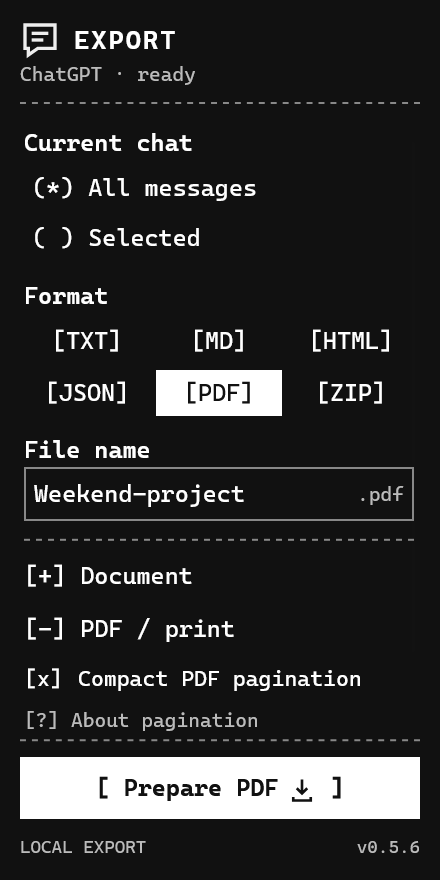 EXPORT
ChatGPT · ready
Current chat
(*) All messages
( ) Selected
Format
[TXT] [MD] [HTML]
[JSON] [PDF] [ZIP]
File name
Weekend-project .pdf
[+] Document
[-] PDF / print
[x] Compact PDF pagination
[?] About pagination
[ Prepare PDF ]
LOCAL EXPORT v0.5.6